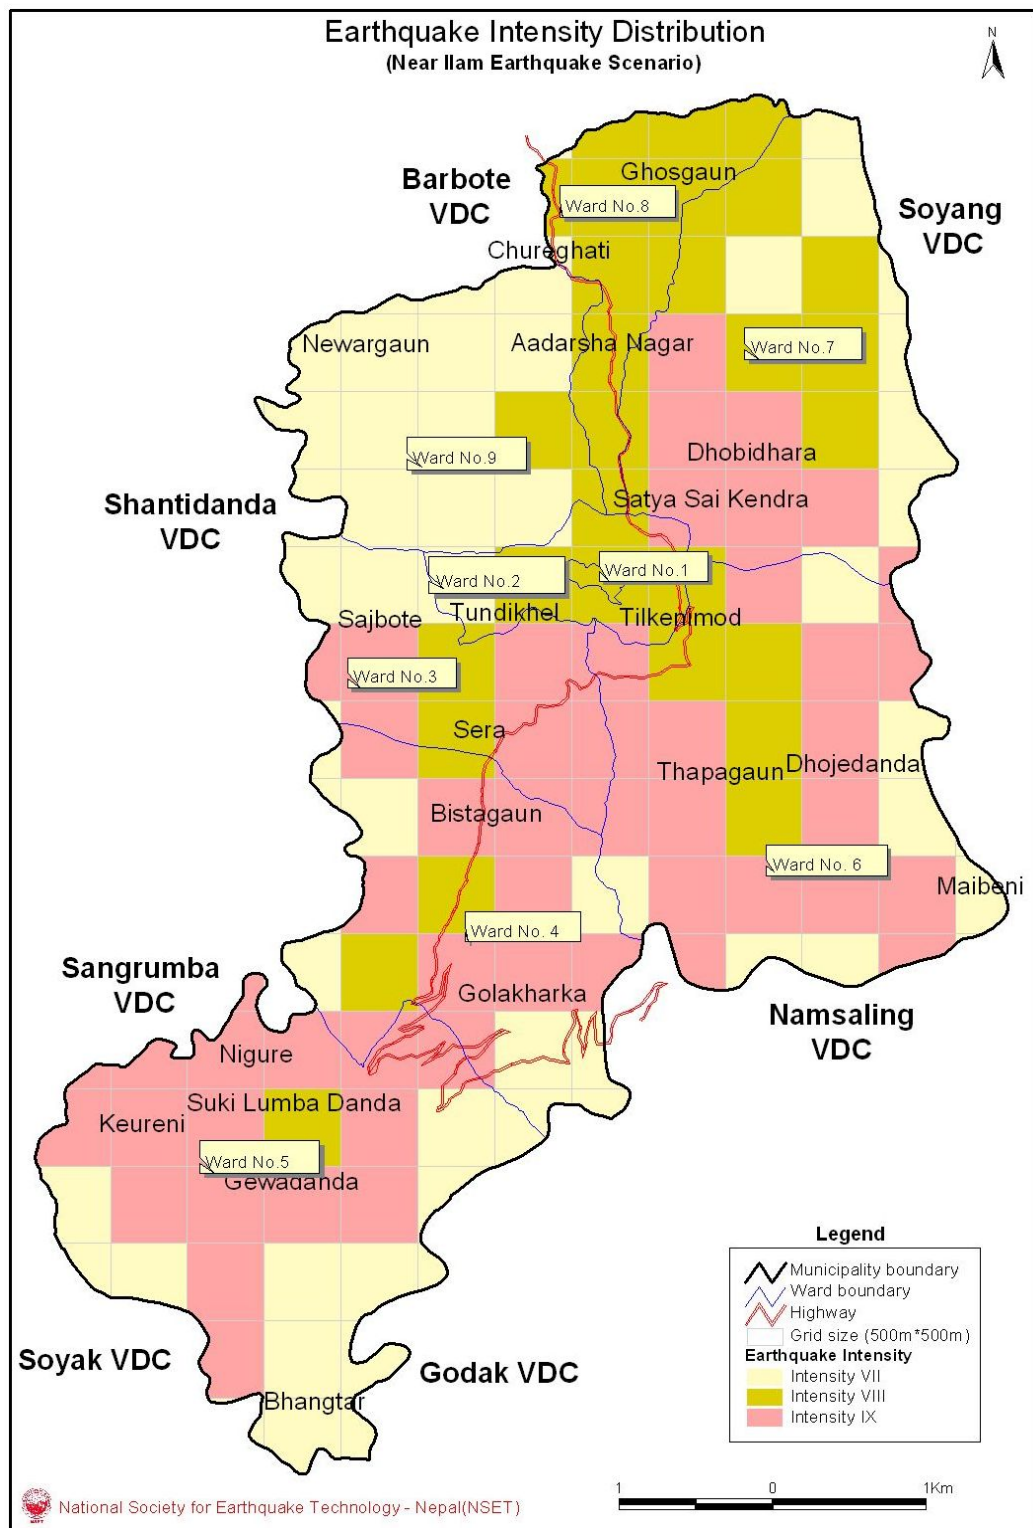 Earthquake Intensity Distribution
(Near Ilam Earthquake Scenario)
N
Barbote
VDC
Ghosgaun
Ward No.8
Soyang
VDC
Chureghati
Newargaun
Aadarsha Nagar
Ward No.7
Dhobidhara
Ward No.9
Shantidanda
VDC
Satya Sai Kendra
Ward No.2
Ward No.1
Sajbote
Tundikhel
Tilkenimod
Ward No.3
Sera
Thapagaun
Dhojedanda
Bistagaun
Ward No. 6
Maibeni
Ward No. 4
Sangrumba
VDC
Golakharka
Namsaling
VDC
Nigure
Suki Lumba Danda
Keureni
Ward No.5
Gewadanda
Soyak VDC
Godak VDC
Bhangtar
Legend
Municipality boundary
Ward boundary
Highway
Grid size (500m*500m)
Earthquake Intensity
Intensity VII
Intensity VIII
Intensity IX
NSET
National Society for Earthquake Technology - Nepal(NSET)
1 0 1Km